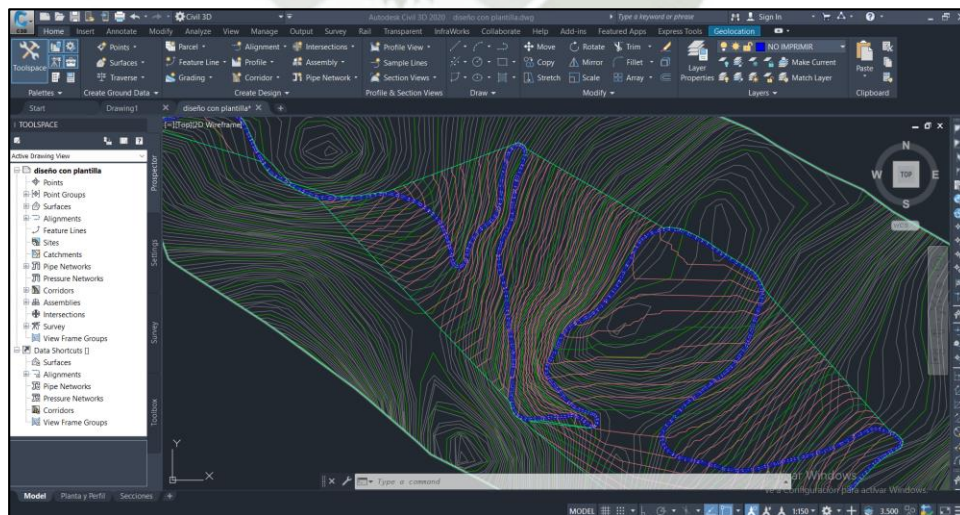 Civil 3D
Autodesk Civil 3D 2020 diseño con plantilla.dwg
Type a keyword or phrase
Sign In
C3D
Home Insert Annotate Modify Analyze View Manage Output Survey Rail Transparent InfraWorks Collaborate Help Add-ins Featured Apps Express Tools Geolocation
Toolspace
Points
Surfaces
Traverse
Parcel
Feature Line
Grading
Alignment
Profile
Corridor
Intersections
Assembly
Pipe Network
Profile View
Sample Lines
Section Views
Move
Copy
Stretch
Rotate
Mirror
Scale
Trim
Fillet
Array
Layer
Properties
NO IMPRIMIR
Make Current
Match Layer
Paste
Palettes Create Ground Data Create Design Profile & Section Views Draw Modify Layers Clipboard
Start Drawing1 diseño con plantilla*
TOOLSPACE
Active Drawing View
diseño con plantilla
Points
Point Groups
Surfaces
Alignments
Feature Lines
Sites
Catchments
Pipe Networks
Pressure Networks
Corridors
Assemblies
Intersections
Survey
View Frame Groups
Data Shortcuts []
Surfaces
Alignments
Pipe Networks
Pressure Networks
Corridors
View Frame Groups
Prospector
Settings
Survey
Toolbox
[-][Top][2D Wireframe]
N
W TOP E
S
WCS
Y
X
Type a command
ar Windows
Ve a Configuración para activar Windows.
Model Planta y Perfil Secciones
MODEL 1:150 3.500